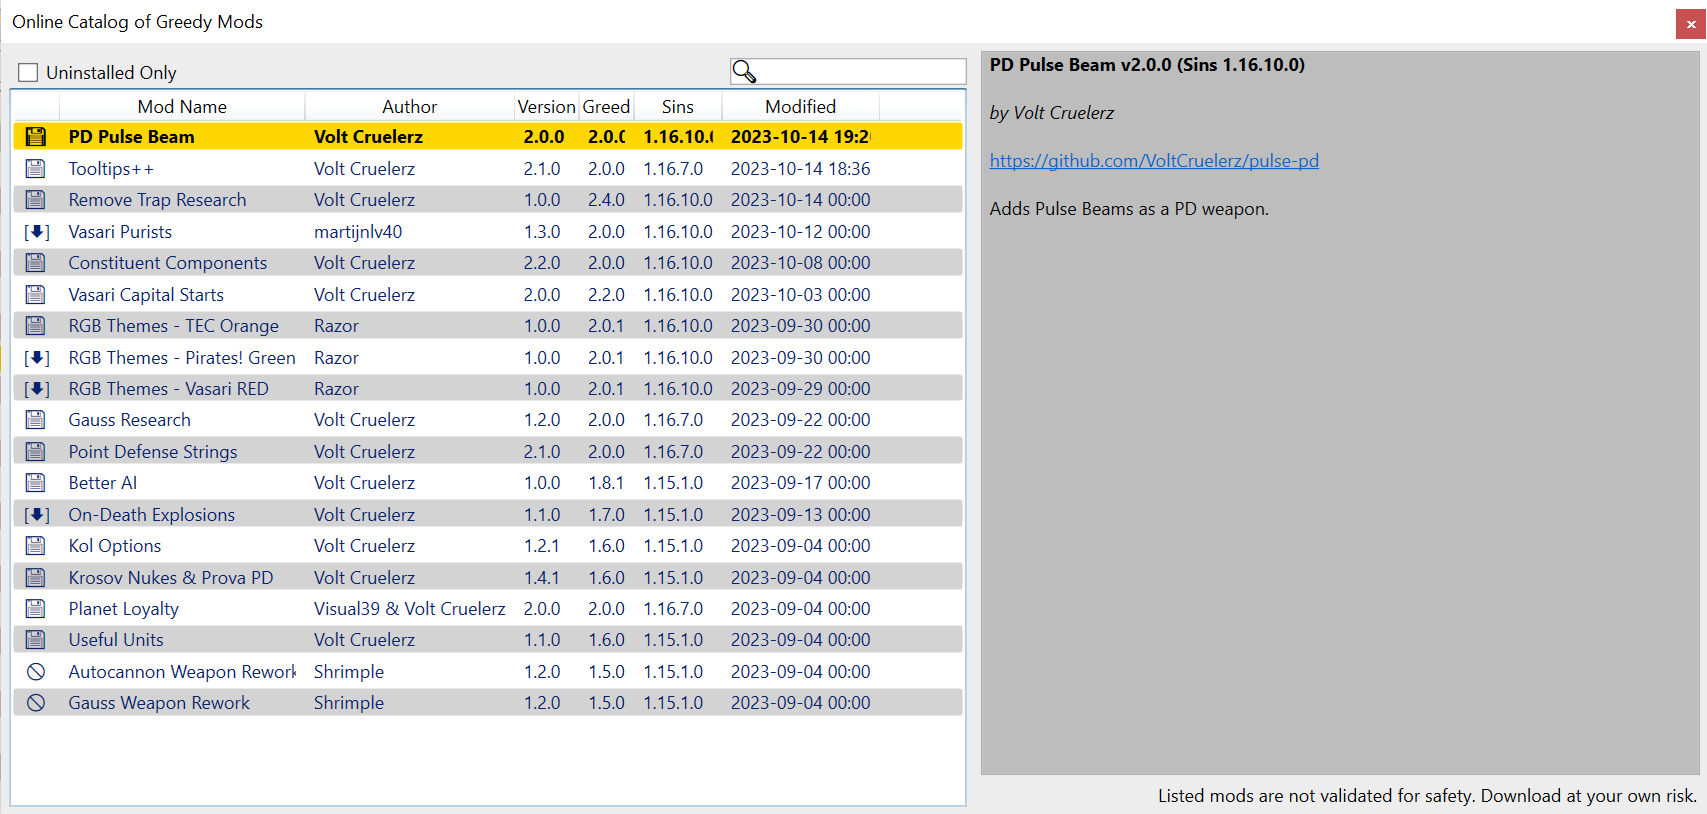 Online Catalog of Greedy Mods
Uninstalled Only
Mod Name Author Version Greed Sins Modified
PD Pulse Beam Volt Cruelerz 2.0.0 2.0.0 1.16.10.0 2023-10-14 19:2
Tooltips++ Volt Cruelerz 2.1.0 2.0.0 1.16.7.0 2023-10-14 18:36
Remove Trap Research Volt Cruelerz 1.0.0 2.4.0 1.16.10.0 2023-10-14 00:00
[🡇] Vasari Purists martijnlv40 1.3.0 2.0.0 1.16.10.0 2023-10-12 00:00
Constituent Components Volt Cruelerz 2.2.0 2.0.0 1.16.10.0 2023-10-08 00:00
Vasari Capital Starts Volt Cruelerz 2.0.0 2.2.0 1.16.10.0 2023-10-03 00:00
RGB Themes - TEC Orange Razor 1.0.0 2.0.1 1.16.10.0 2023-09-30 00:00
[🡇] RGB Themes - Pirates! Green Razor 1.0.0 2.0.1 1.16.10.0 2023-09-30 00:00
[🡇] RGB Themes - Vasari RED Razor 1.0.0 2.0.1 1.16.10.0 2023-09-29 00:00
Gauss Research Volt Cruelerz 1.2.0 2.0.0 1.16.7.0 2023-09-22 00:00
Point Defense Strings Volt Cruelerz 2.1.0 2.0.0 1.16.7.0 2023-09-22 00:00
Better AI Volt Cruelerz 1.0.0 1.8.1 1.15.1.0 2023-09-17 00:00
[🡇] On-Death Explosions Volt Cruelerz 1.1.0 1.7.0 1.15.1.0 2023-09-13 00:00
Kol Options Volt Cruelerz 1.2.1 1.6.0 1.15.1.0 2023-09-04 00:00
Krosov Nukes & Prova PD Volt Cruelerz 1.4.1 1.6.0 1.15.1.0 2023-09-04 00:00
Planet Loyalty Visual39 & Volt Cruelerz 2.0.0 2.0.0 1.16.7.0 2023-09-04 00:00
Useful Units Volt Cruelerz 1.1.0 1.6.0 1.15.1.0 2023-09-04 00:00
Autocannon Weapon Rework Shrimple 1.2.0 1.5.0 1.15.1.0 2023-09-04 00:00
Gauss Weapon Rework Shrimple 1.2.0 1.5.0 1.15.1.0 2023-09-04 00:00
PD Pulse Beam v2.0.0 (Sins 1.16.10.0)
by Volt Cruelerz
https://github.com/VoltCruelerz/pulse-pd
Adds Pulse Beams as a PD weapon.
Listed mods are not validated for safety. Download at your own risk.